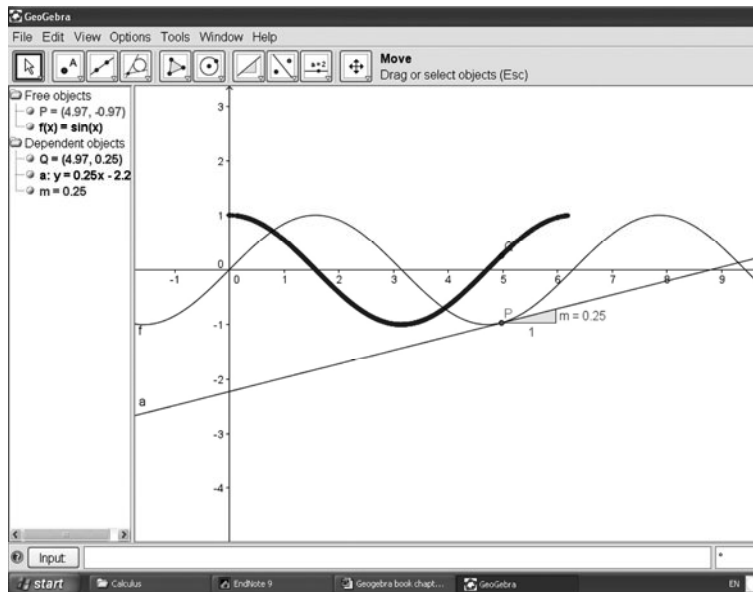 GeoGebra
File Edit View Options Tools Window Help
A
a=2
Move
Drag or select objects (Esc)
Free objects
P = (4.97, -0.97)
f(x) = sin(x)
Dependent objects
Q = (4.97, 0.25)
a: y = 0.25x - 2.2
m = 0.25
3
2
1
0
-1 0 1 2 3 4 5 6 7 8 9
P
m = 0.25
1
-1
f
-2
a
-3
-4
Input:
start Calculus EndNote 9 Geogebra book chapt... GeoGebra EN